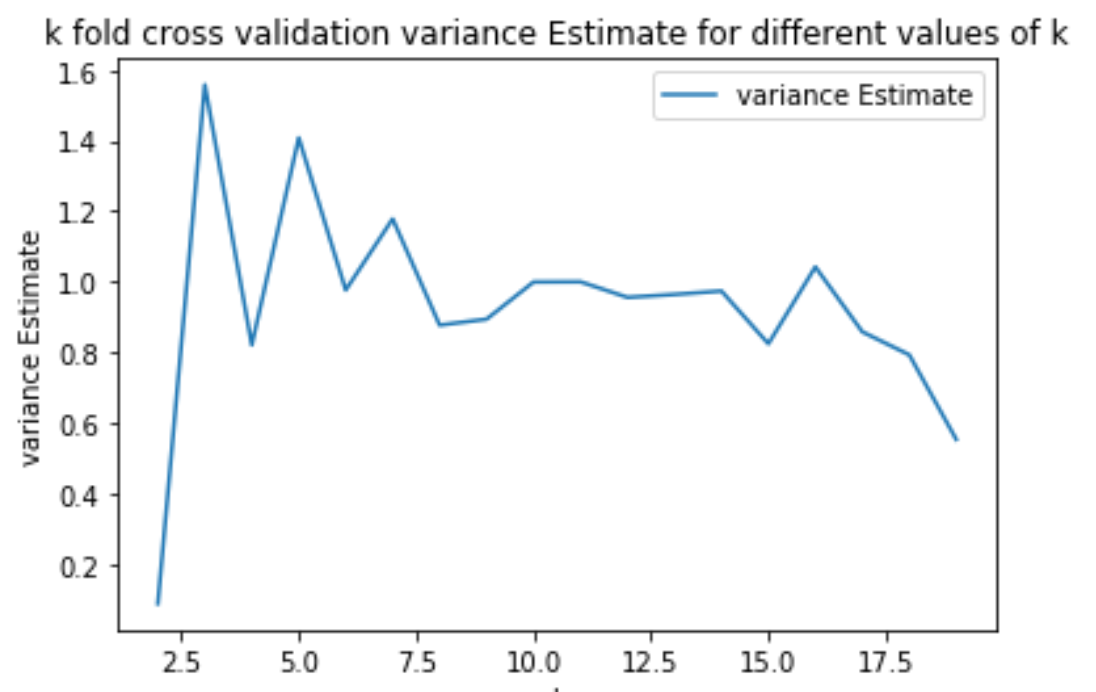 k fold cross validation variance Estimate for different values of k
variance Estimate
variance Estimate
1.6
1.4
1.2
1.0
0.8
0.6
0.4
0.2
2.5 5.0 7.5 10.0 12.5 15.0 17.5